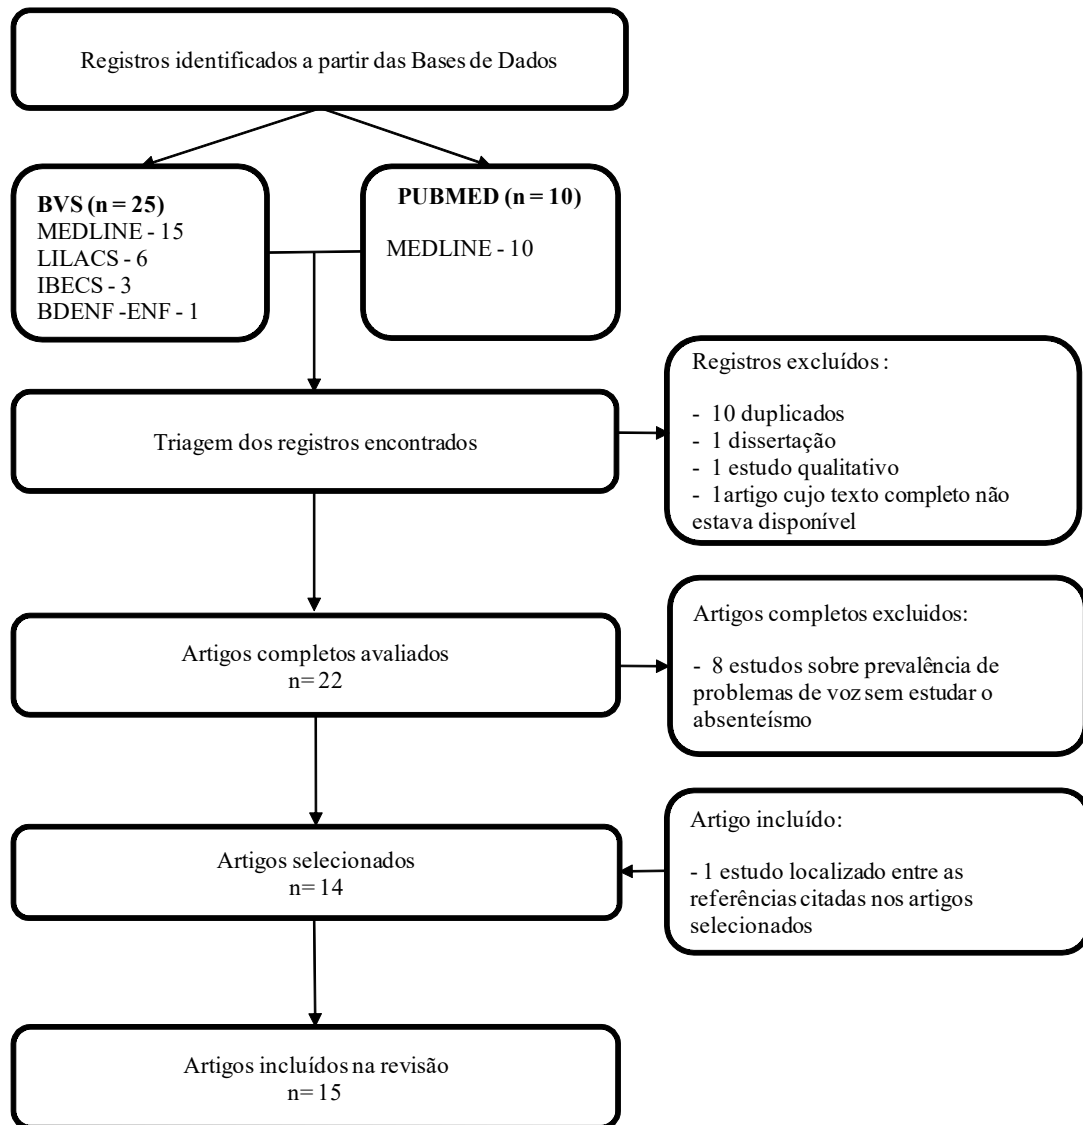 Registros identificados a partir das Bases de Dados
BVS (n = 25)
MEDLINE - 15
LILACS - 6
IBECS - 3
BDENF -ENF - 1
PUBMED (n = 10)
MEDLINE - 10
Triagem dos registros encontrados
Registros excluídos :
- 10 duplicados
- 1 dissertação
- 1 estudo qualitativo
- 1artigo cujo texto completo não
estava disponível
Artigos completos avaliados
n= 22
Artigos completos excluidos:
- 8 estudos sobre prevalência de
problemas de voz sem estudar o
absenteísmo
Artigos selecionados
n= 14
Artigo incluído:
- 1 estudo localizado entre as
referências citadas nos artigos
selecionados
Artigos incluídos na revisão
n= 15